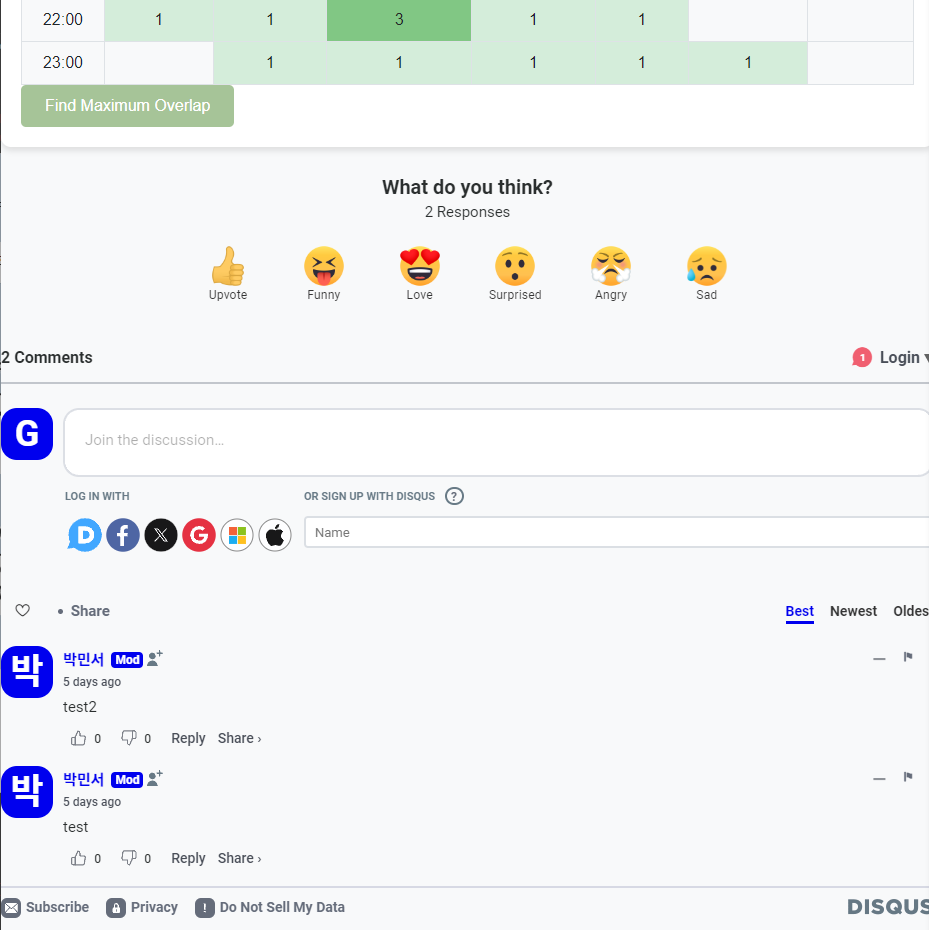 22:00 1 1 3 1 1
23:00 1 1 1 1 1
Find Maximum Overlap
What do you think?
2 Responses
Upvote Funny Love Surprised Angry Sad
2 Comments 1 Login ▾
G Join the discussion…
LOG IN WITH OR SIGN UP WITH DISQUS ?
D f X G Name
• Share Best Newest Oldes
박 박민서 Mod
5 days ago
test2
0 0 Reply Share ›
박 박민서 Mod
5 days ago
test
0 0 Reply Share ›
Subscribe Privacy ! Do Not Sell My Data DISQUS